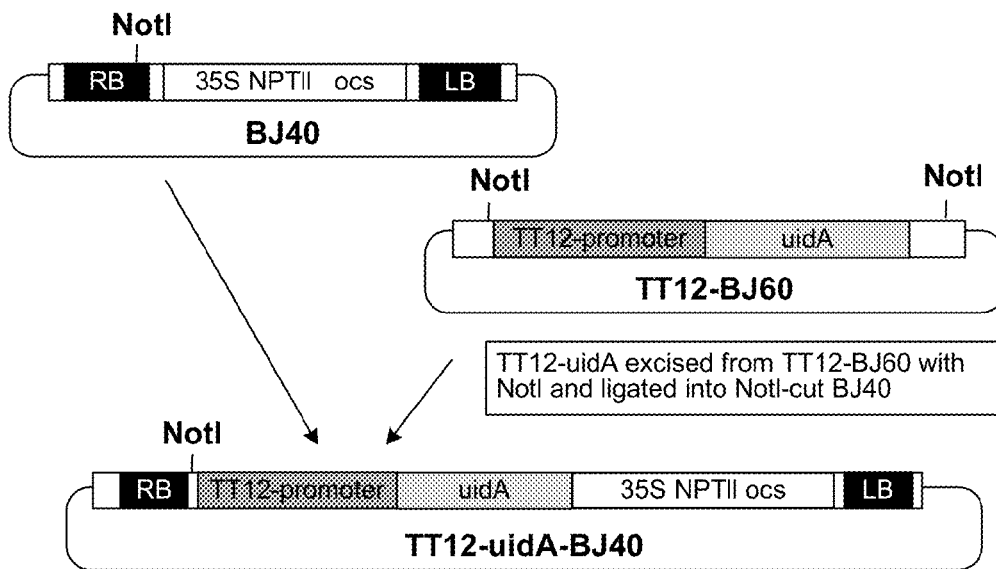 NotI
RB 35S NPTII ocs LB
BJ40
NotI NotI
TT12-promoter uidA
TT12-BJ60
TT12-uidA excised from TT12-BJ60 with
NotI and ligated into NotI-cut BJ40
NotI
RB TT12-promoter uidA 35S NPTII ocs LB
TT12-uidA-BJ40